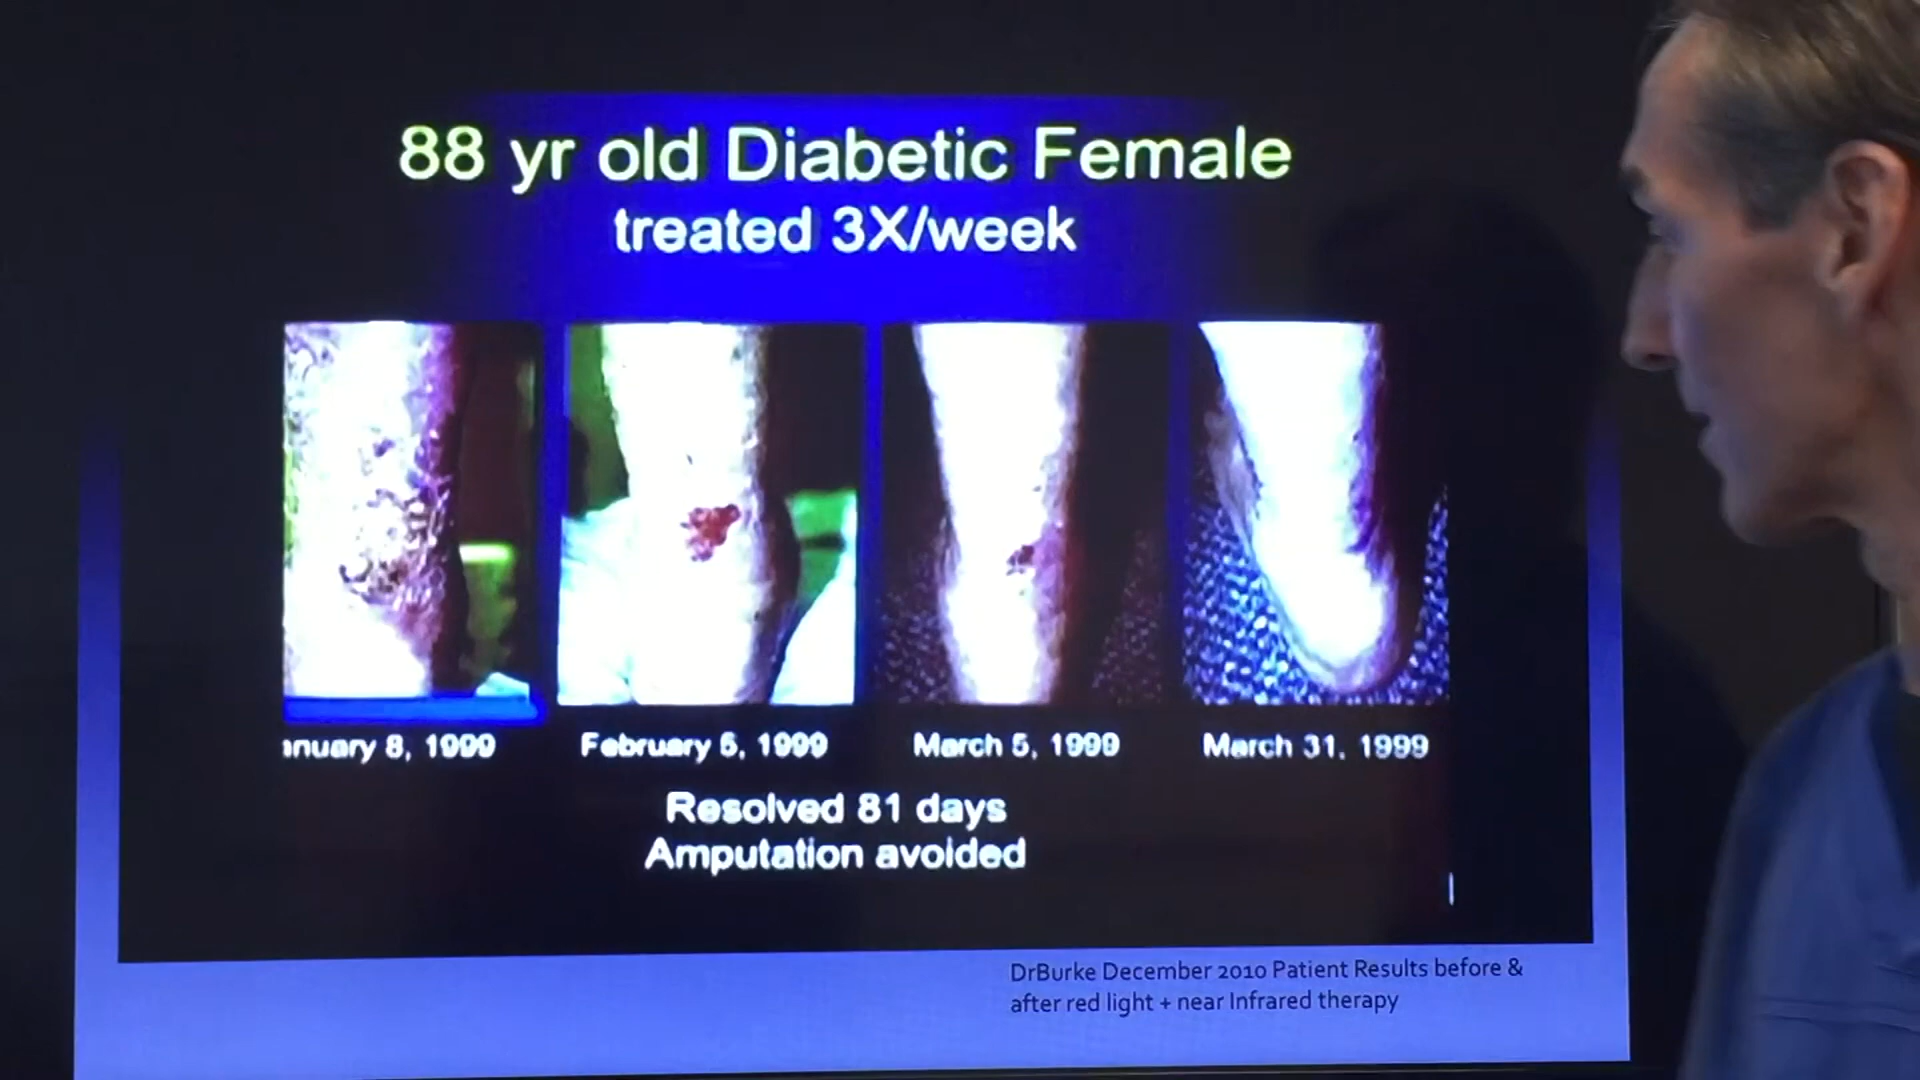 88 yr old Diabetic Female
treated 3X/week
anuary 8, 1999
February 5, 1999
March 5, 1999
March 31, 1999
Resolved 81 days
Amputation avoided
DrBurke December 2010 Patient Results before &
after red light + near Infrared therapy